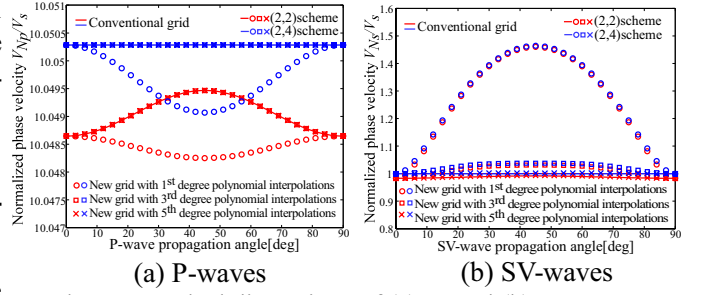 Normalized phase velocity V_Np/V_s
10.051
10.0505
10.05
10.0495
10.049
10.0485
10.048
10.0475
10.047
Conventional grid
(2,2)scheme
(2,4)scheme
New grid with 1st degree polynomial interpolations
New grid with 3rd degree polynomial interpolations
New grid with 5th degree polynomial interpolations
0 10 20 30 40 50 60 70 80 90
P-wave propagation angle[deg]
(a) P-waves
Normalized phase velocity V_Ns/V_s
1.6
1.5
1.4
1.3
1.2
1.1
1
0.9
0.8
Conventional grid
(2,2)scheme
(2,4)scheme
New grid with 1st degree polynomial interpolations
New grid with 3rd degree polynomial interpolations
New grid with 5th degree polynomial interpolations
0 10 20 30 40 50 60 70 80 90
SV-wave propagation angle[deg]
(b) SV-waves